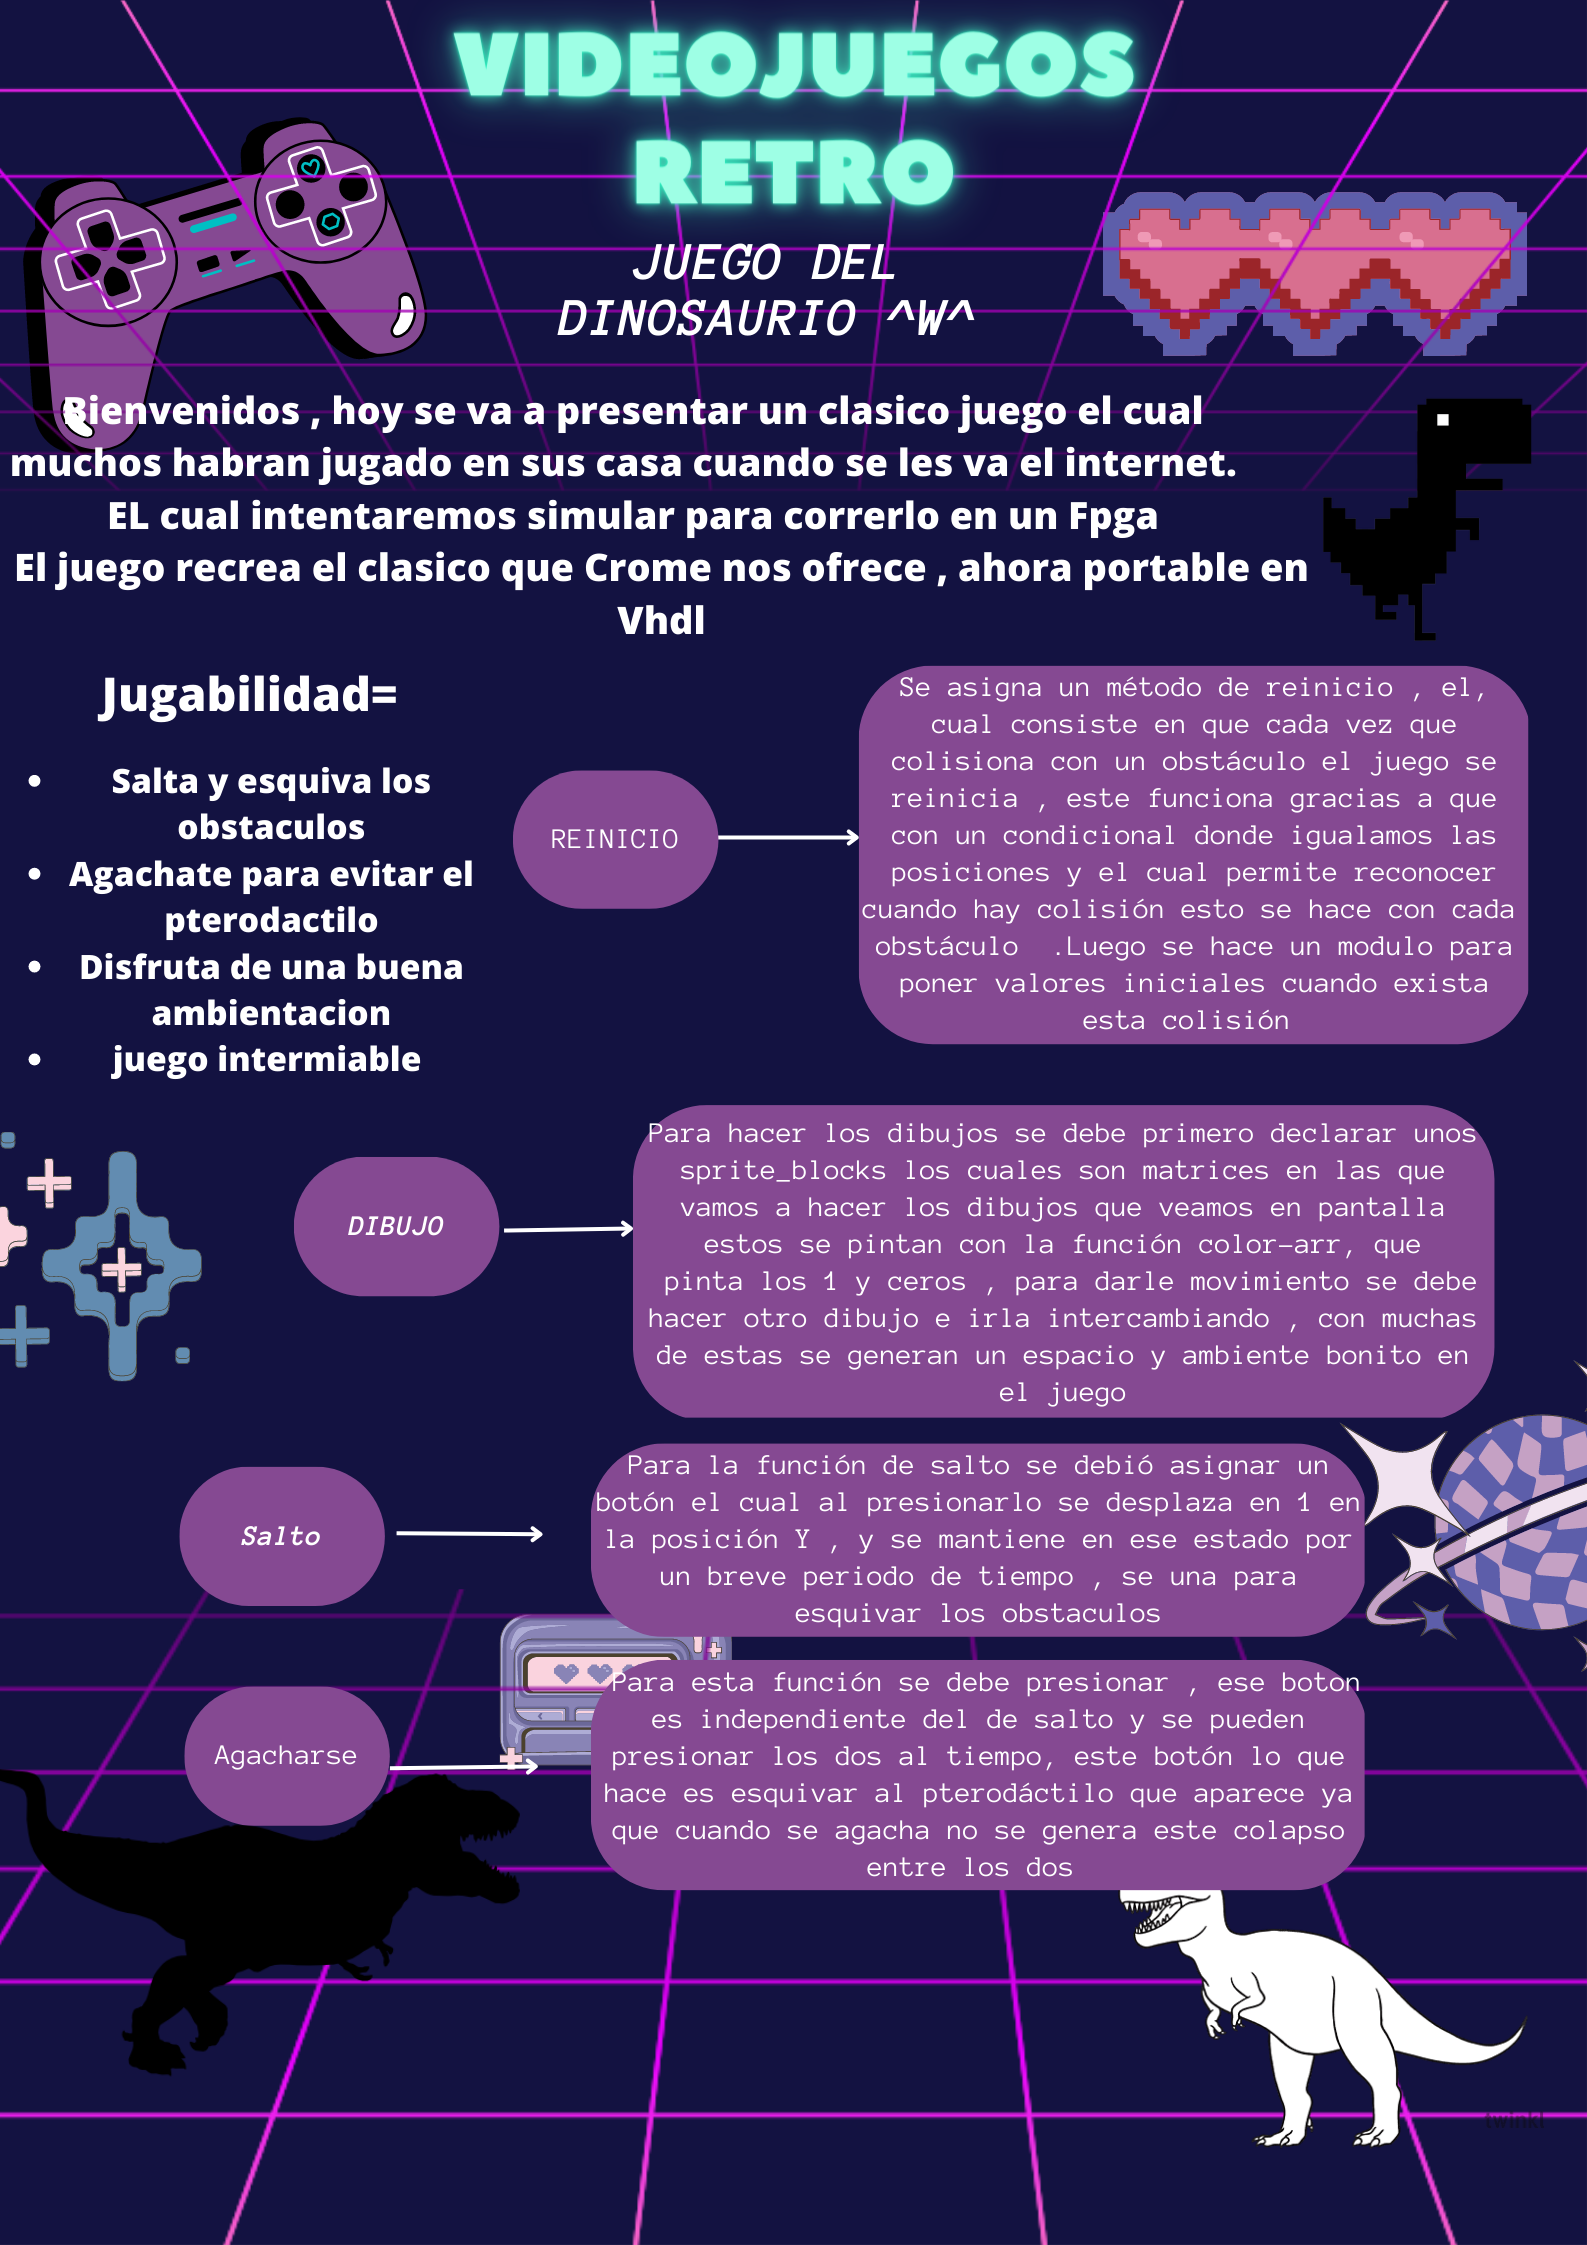 VIDEOJUEGOS
RETRO
JUEGO DEL
DINOSAURIO ^W^
Bienvenidos , hoy se va a presentar un clasico juego el cual
muchos habran jugado en sus casa cuando se les va el internet.
EL cual intentaremos simular para correrlo en un Fpga
El juego recrea el clasico que Crome nos ofrece , ahora portable en
Vhdl
Jugabilidad=
• Salta y esquiva los
obstaculos
• Agachate para evitar el
pterodactilo
• Disfruta de una buena
ambientacion
• juego intermiable
REINICIO
Se asigna un método de reinicio , el,
cual consiste en que cada vez que
colisiona con un obstáculo el juego se
reinicia , este funciona gracias a que
con un condicional donde igualamos las
posiciones y el cual permite reconocer
cuando hay colisión esto se hace con cada
obstáculo  .Luego se hace un modulo para
poner valores iniciales cuando exista
esta colisión
DIBUJO
Para hacer los dibujos se debe primero declarar unos
sprite_blocks los cuales son matrices en las que
vamos a hacer los dibujos que veamos en pantalla
estos se pintan con la función color-arr, que
pinta los 1 y ceros , para darle movimiento se debe
hacer otro dibujo e irla intercambiando , con muchas
de estas se generan un espacio y ambiente bonito en
el juego
Salto
Para la función de salto se debió asignar un
botón el cual al presionarlo se desplaza en 1 en
la posición Y , y se mantiene en ese estado por
un breve periodo de tiempo , se una para
esquivar los obstaculos
Agacharse
Para esta función se debe presionar , ese boton
es independiente del de salto y se pueden
presionar los dos al tiempo, este botón lo que
hace es esquivar al pterodáctilo que aparece ya
que cuando se agacha no se genera este colapso
entre los dos
twinkl